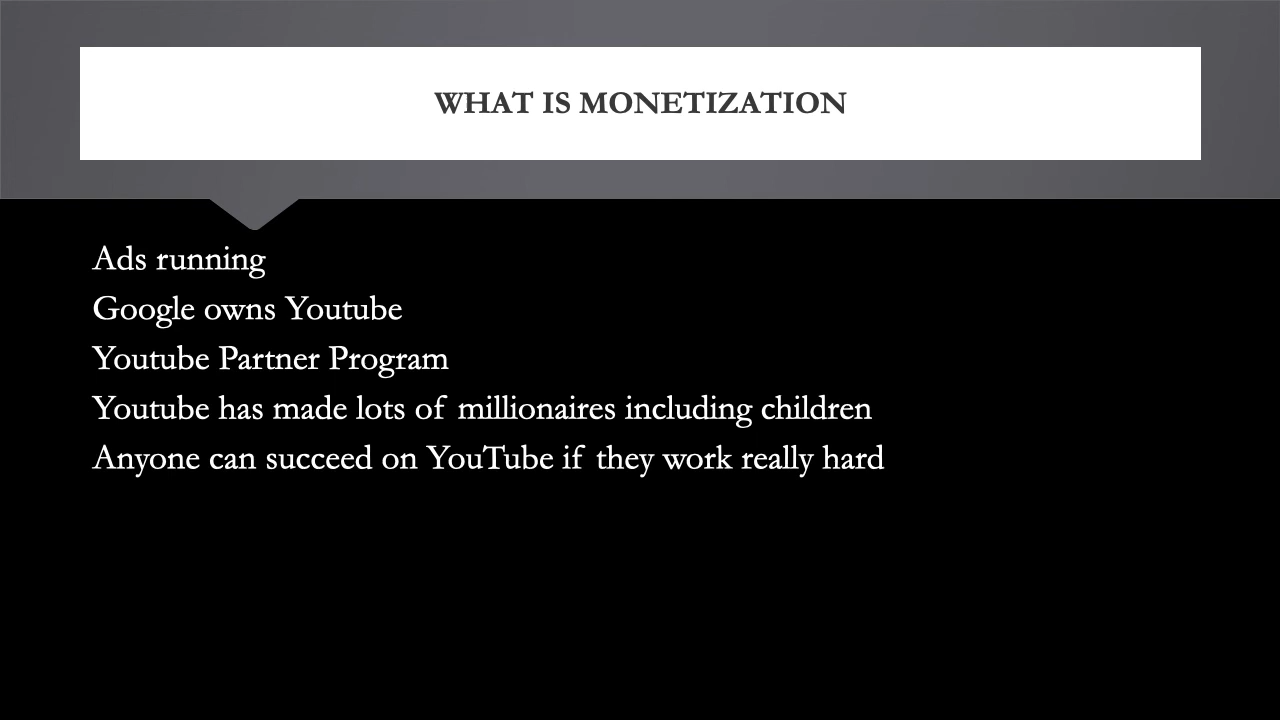 WHAT IS MONETIZATION
Ads running
Google owns Youtube
Youtube Partner Program
Youtube has made lots of millionaires including children
Anyone can succeed on YouTube if they work really hard